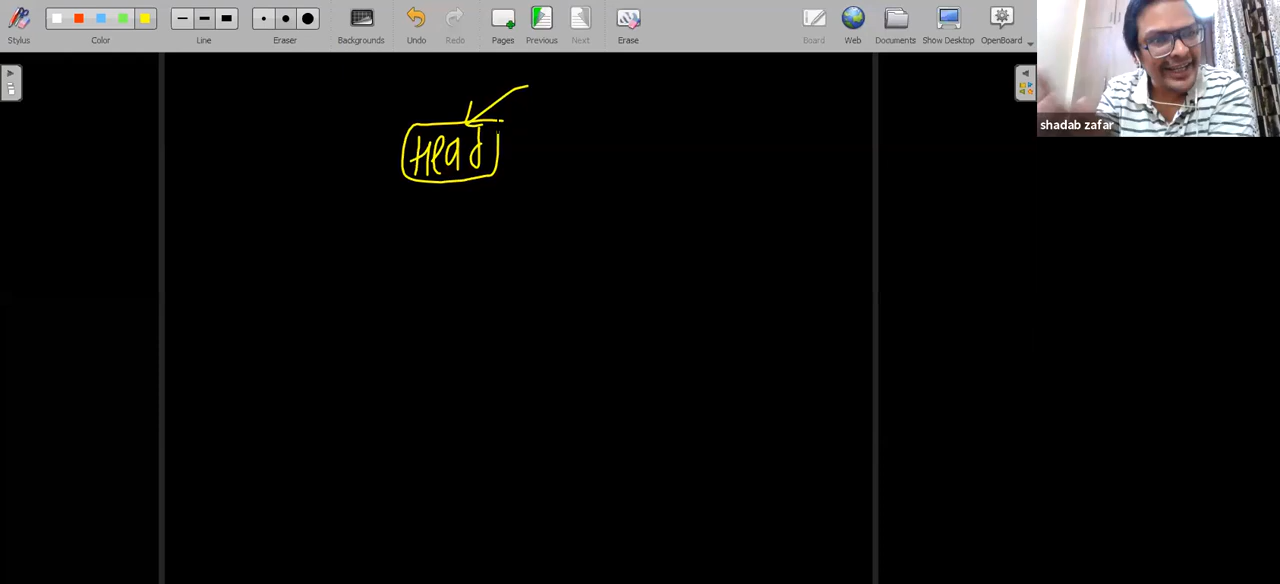 Stylus
Color
Line
Eraser
Backgrounds
Undo
Redo
Pages
Previous
Next
Erase
Board
Web
Documents
Show Desktop
OpenBoard
shadab zafar
Head